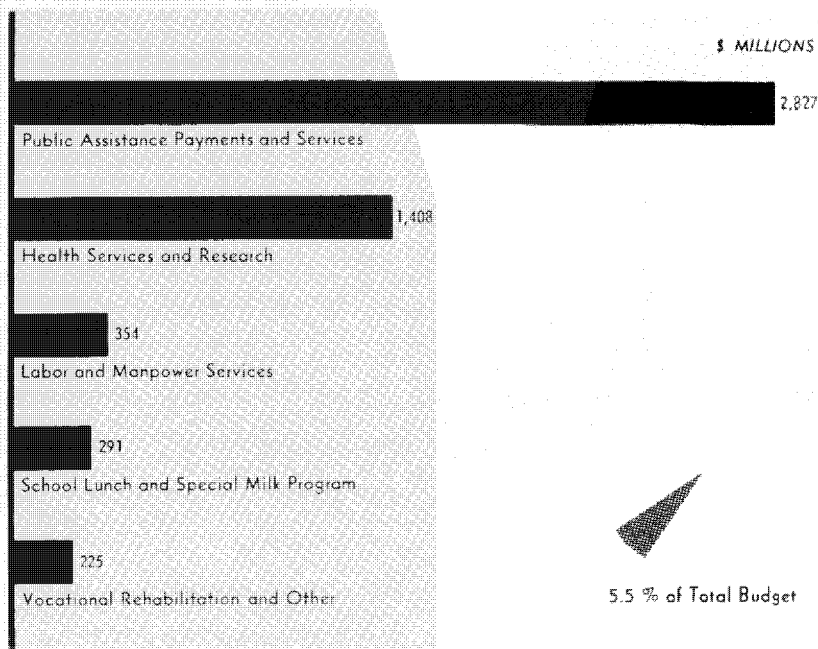 $ MILLIONS
2,827
Public Assistance Payments and Services
1,408
Health Services and Research
354
Labor and Manpower Services
291
School Lunch and Special Milk Program
225
Vocational Rehabilitation and Other
5.5 % of Total Budget